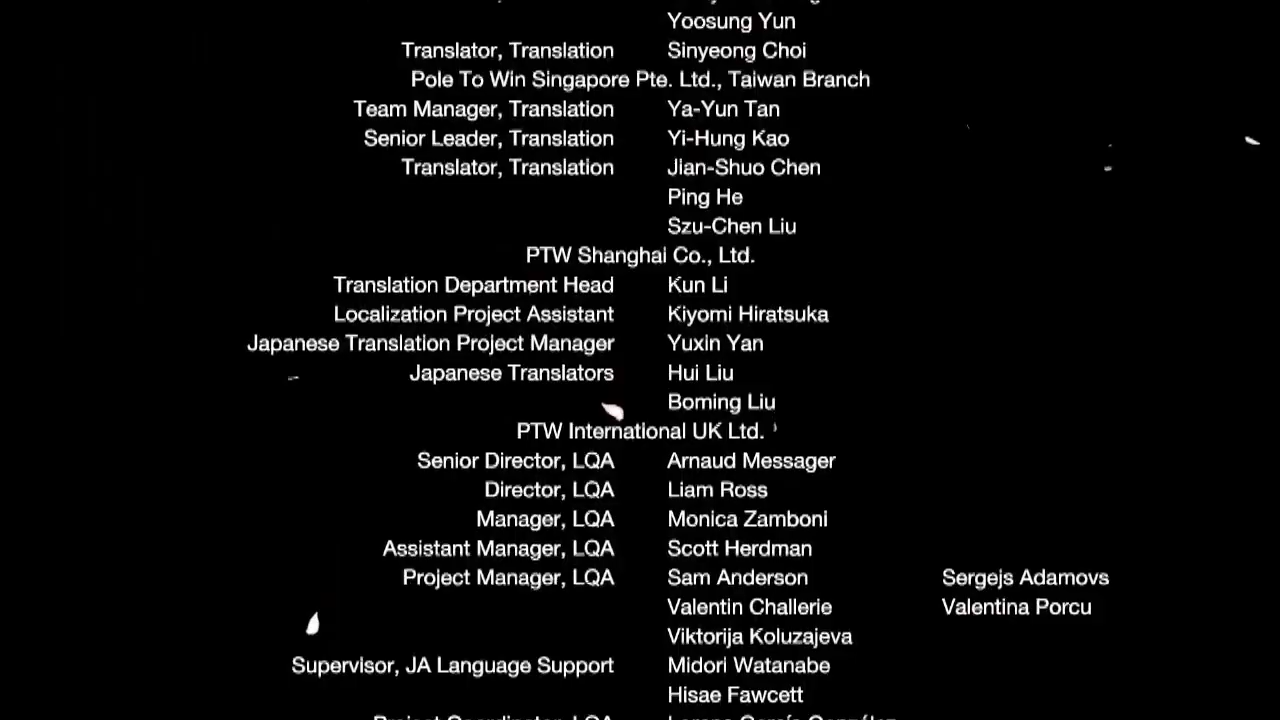 Yoosung Yun
Translator, Translation Sinyeong Choi
Pole To Win Singapore Pte. Ltd., Taiwan Branch
Team Manager, Translation Ya-Yun Tan
Senior Leader, Translation Yi-Hung Kao
Translator, Translation Jian-Shuo Chen
Ping He
Szu-Chen Liu
PTW Shanghai Co., Ltd.
Translation Department Head Kun Li
Localization Project Assistant Kiyomi Hiratsuka
Japanese Translation Project Manager Yuxin Yan
Japanese Translators Hui Liu
Boming Liu
PTW International UK Ltd.
Senior Director, LQA Arnaud Messager
Director, LQA Liam Ross
Manager, LQA Monica Zamboni
Assistant Manager, LQA Scott Herdman
Project Manager, LQA Sam Anderson Sergejs Adamovs
Valentin Challerie Valentina Porcu
Viktorija Koluzajeva
Supervisor, JA Language Support Midori Watanabe
Hisae Fawcett
Project Coordinator, LQA